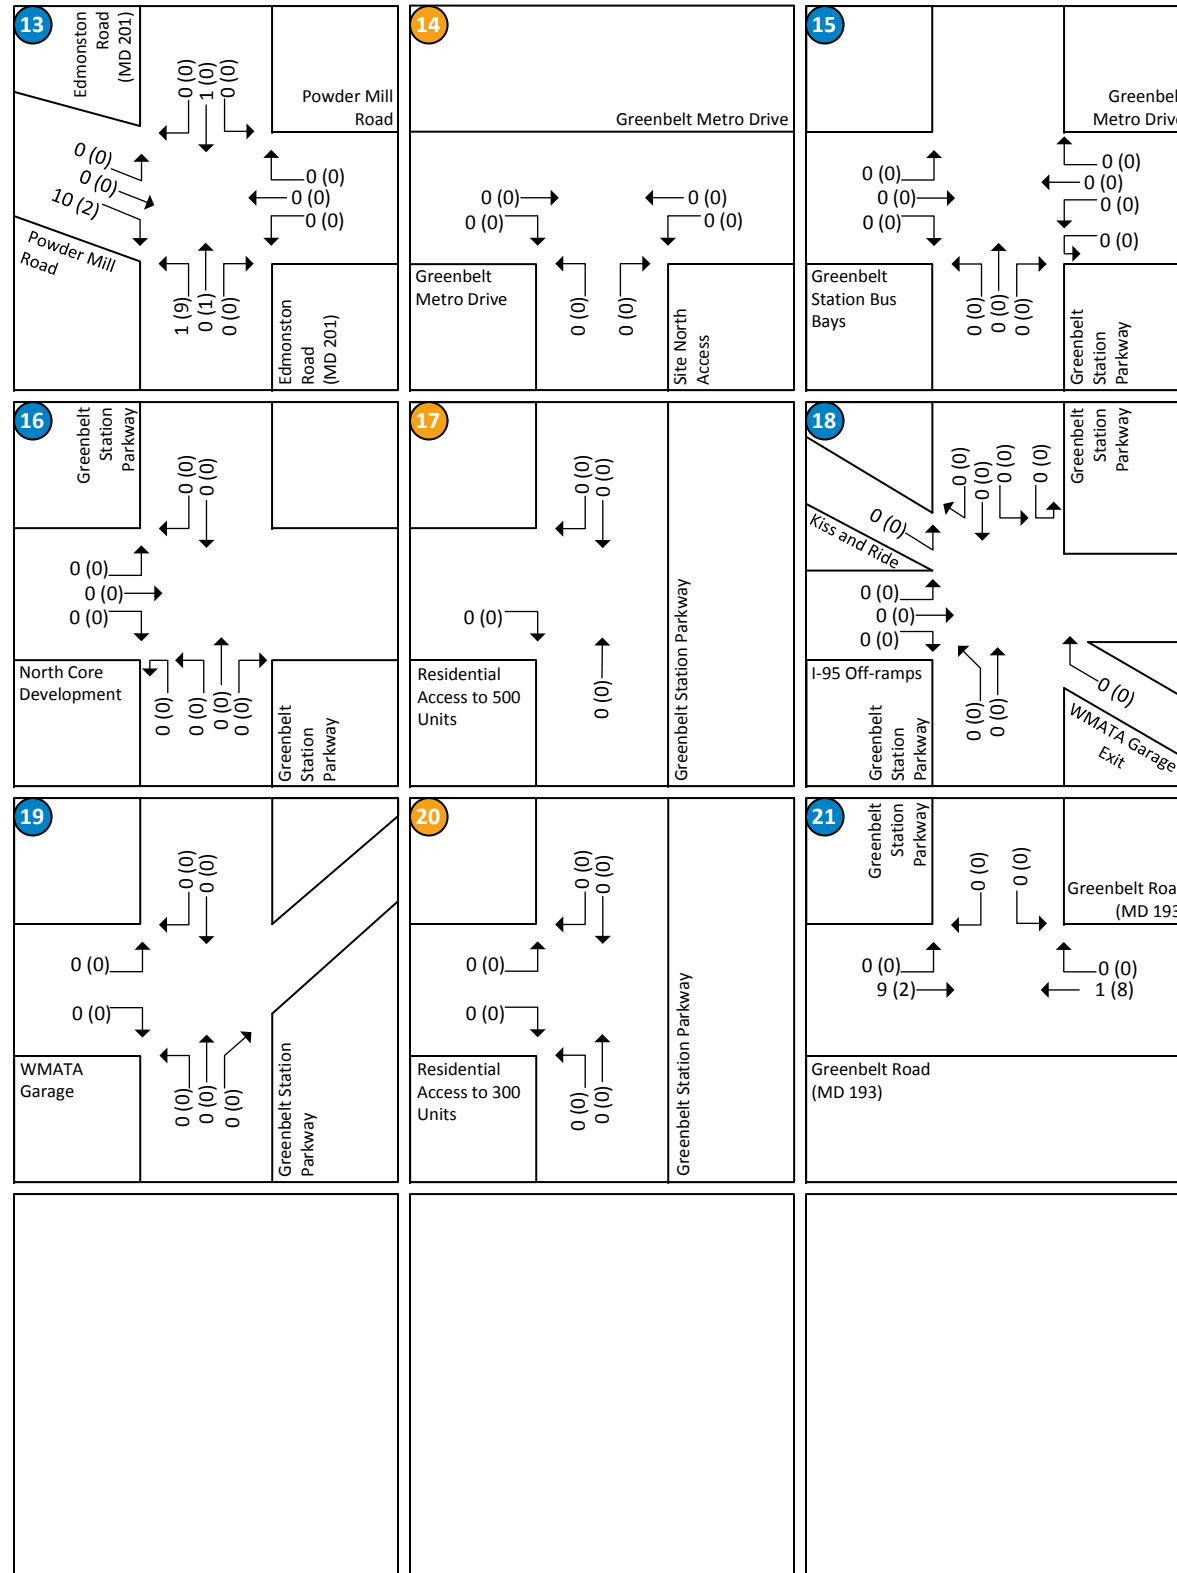 13
Edmonston
Road
(MD 201)
0 (0)
1 (0)
0 (0)
Powder Mill
Road
0 (0)
0 (0)
10 (2)
0 (0)
0 (0)
0 (0)
Powder Mill
Road
1 (9)
0 (1)
0 (0)
Edmonston
Road
(MD 201)
14
Greenbelt Metro Drive
0 (0)
0 (0)
0 (0)
0 (0)
Greenbelt
Metro Drive
0 (0)
0 (0)
Site North
Access
15
Metro Drive
0 (0)
0 (0)
0 (0)
0 (0)
0 (0)
0 (0)
0 (0)
Greenbelt
Station Bus
Bays
0 (0)
0 (0)
0 (0)
Greenbelt
Station
Parkway
16
Greenbelt
Station
Parkway
0 (0)
0 (0)
0 (0)
0 (0)
0 (0)
North Core
Development
0 (0)
0 (0)
0 (0)
0 (0)
Greenbelt
Station
Parkway
17
0 (0)
0 (0)
0 (0)
Residential
Access to 500
Units
0 (0)
Greenbelt Station Parkway
18
0 (0)
0 (0)
0 (0)
0 (0)
Greenbelt
Station
Parkway
0 (0)
Kiss and Ride
0 (0)
0 (0)
0 (0)
I-95 Off-ramps
Greenbelt
Station
Parkway
0 (0)
0 (0)
0 (0)
WMATA Garage
Exit
19
0 (0)
0 (0)
0 (0)
0 (0)
WMATA
Garage
0 (0)
0 (0)
0 (0)
Greenbelt Station
Parkway
20
0 (0)
0 (0)
0 (0)
0 (0)
Residential
Access to 300
Units
0 (0)
0 (0)
Greenbelt Station Parkway
21
Greenbelt
Station
Parkway
0 (0)
0 (0)
Greenbelt Roa
(MD 193
0 (0)
9 (2)
0 (0)
1 (8)
Greenbelt Road
(MD 193)